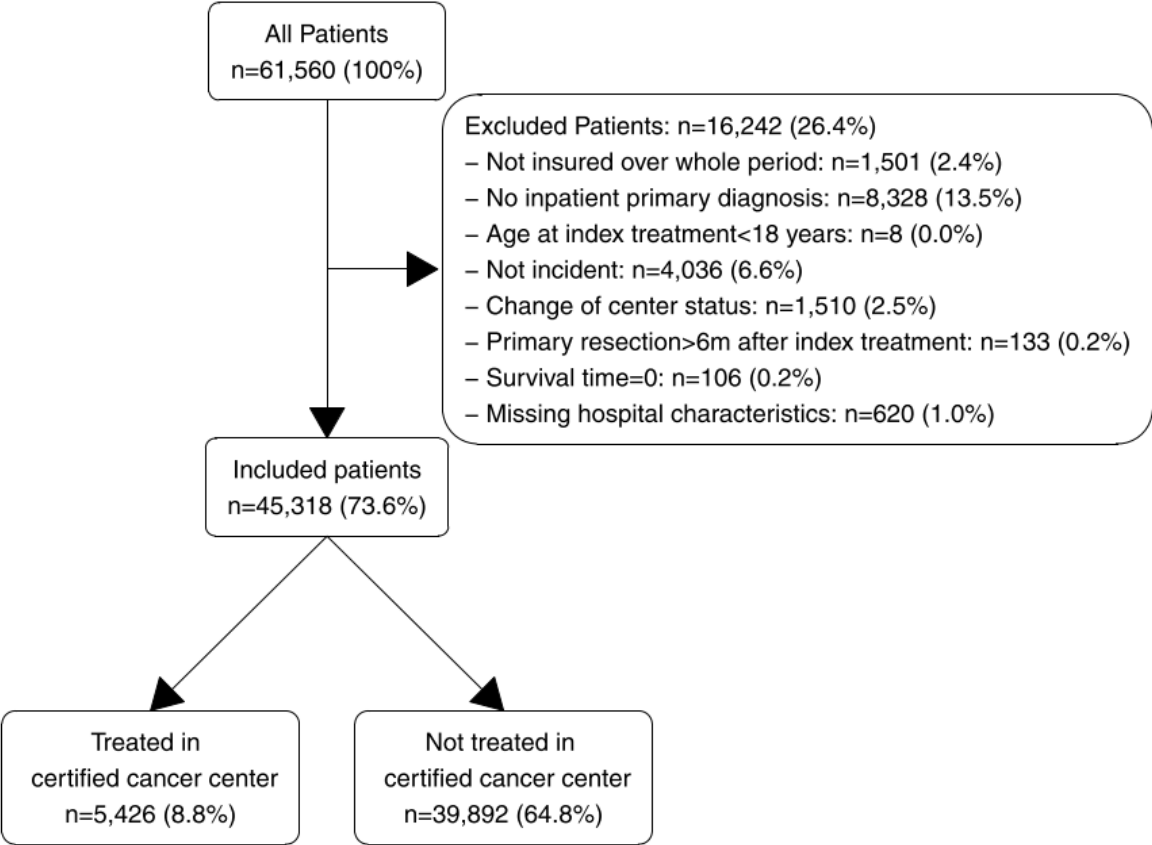 All Patients
n=61,560 (100%)
Excluded Patients: n=16,242 (26.4%)
– Not insured over whole period: n=1,501 (2.4%)
– No inpatient primary diagnosis: n=8,328 (13.5%)
– Age at index treatment<18 years: n=8 (0.0%)
– Not incident: n=4,036 (6.6%)
– Change of center status: n=1,510 (2.5%)
– Primary resection>6m after index treatment: n=133 (0.2%)
– Survival time=0: n=106 (0.2%)
– Missing hospital characteristics: n=620 (1.0%)
Included patients
n=45,318 (73.6%)
Treated in
certified cancer center
n=5,426 (8.8%)
Not treated in
certified cancer center
n=39,892 (64.8%)